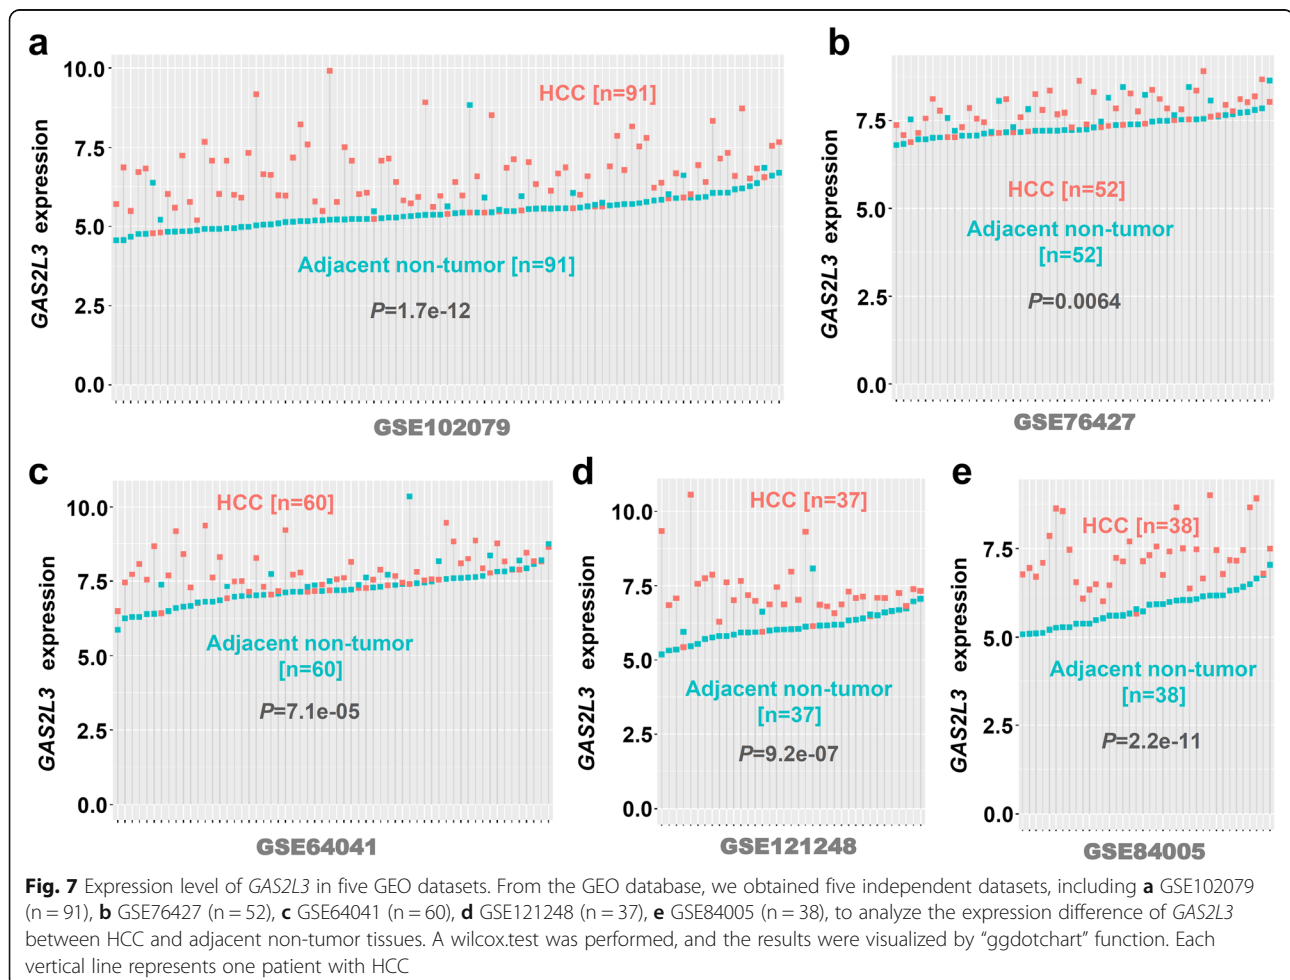 a
10.0
7.5
5.0
2.5
0.0
GAS2L3 expression
HCC [n=91]
Adjacent non-tumor [n=91]
P=1.7e-12
GSE102079
b
7.5
5.0
2.5
0.0
GAS2L3 expression
HCC [n=52]
Adjacent non-tumor
[n=52]
P=0.0064
GSE76427
c
10.0
7.5
5.0
2.5
0.0
GAS2L3 expression
HCC [n=60]
Adjacent non-tumor
[n=60]
P=7.1e-05
GSE64041
d
10.0
7.5
5.0
2.5
0.0
GAS2L3 expression
HCC [n=37]
Adjacent non-tumor
[n=37]
P=9.2e-07
GSE121248
e
7.5
5.0
2.5
0.0
GAS2L3 expression
HCC [n=38]
Adjacent non-tumor
[n=38]
P=2.2e-11
GSE84005
Fig. 7 Expression level of GAS2L3 in five GEO datasets. From the GEO database, we obtained five independent datasets, including a GSE102079
(n = 91), b GSE76427 (n = 52), c GSE64041 (n = 60), d GSE121248 (n = 37), e GSE84005 (n = 38), to analyze the expression difference of GAS2L3
between HCC and adjacent non-tumor tissues. A wilcox.test was performed, and the results were visualized by “ggdotchart” function. Each
vertical line represents one patient with HCC